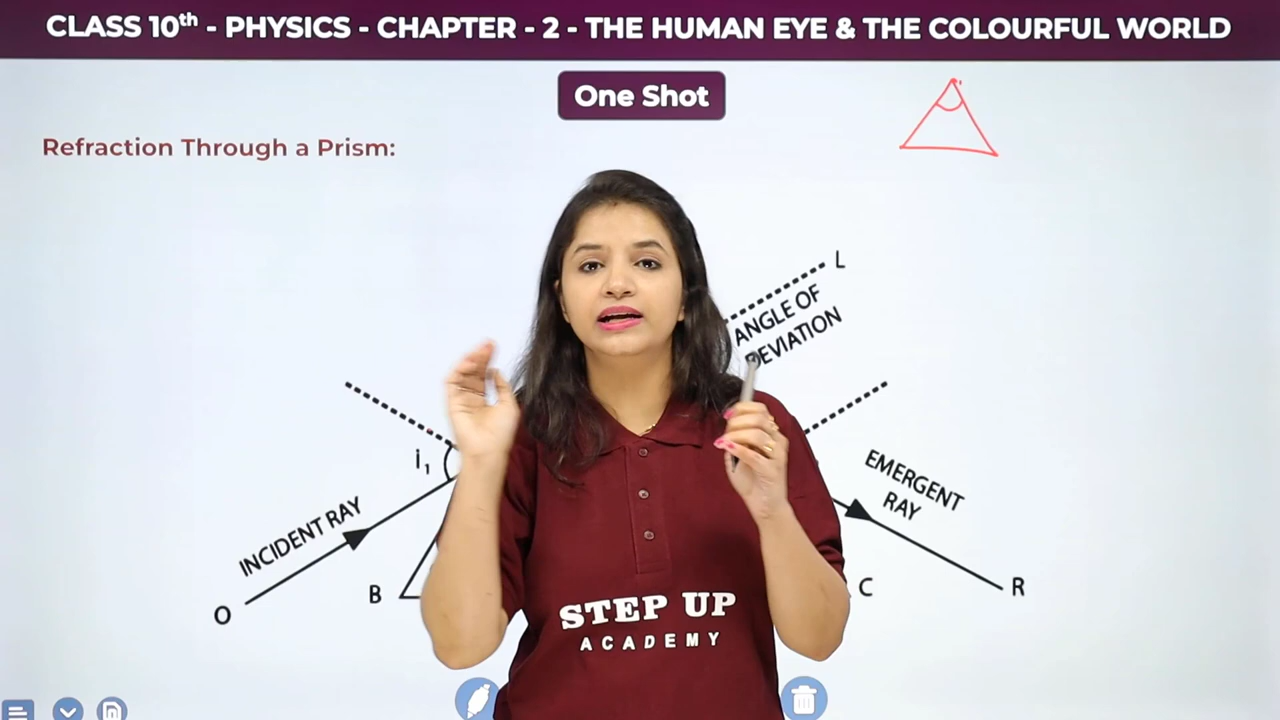 CLASS 10th - PHYSICS - CHAPTER - 2 - THE HUMAN EYE & THE COLOURFUL WORLD
One Shot
Refraction Through a Prism:
L
ANGLE OF
DEVIATION
i1
EMERGENT
RAY
INCIDENT RAY
B
C
R
O
STEP UP
ACADEMY